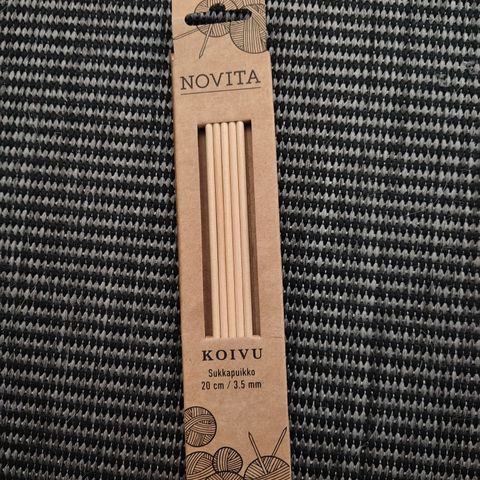 NOVITA
KOIVU
Sukkapuikko
20 cm / 3.5 mm